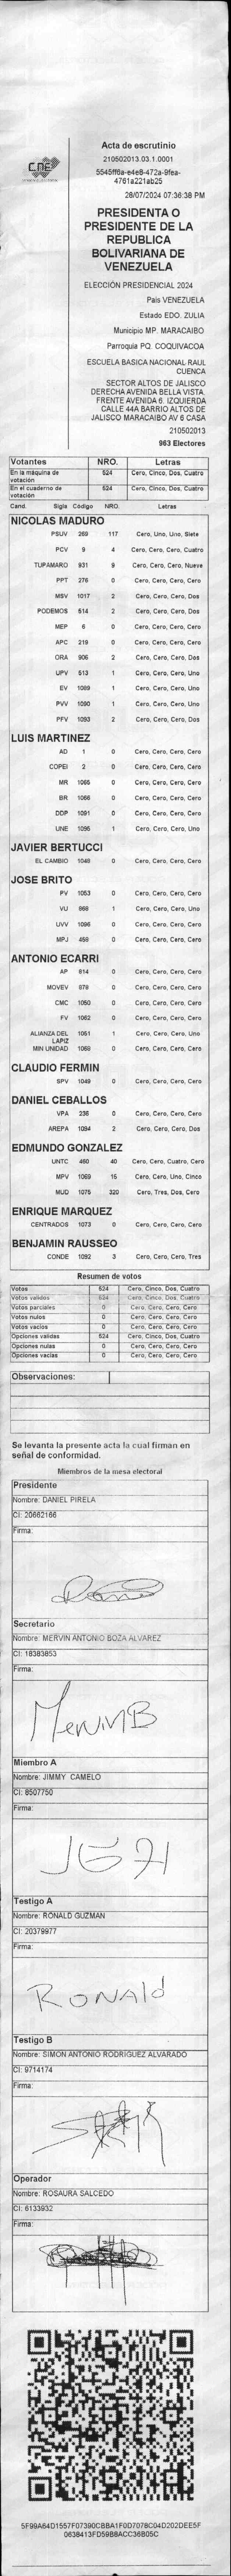 CNE
Acta de escrutinio
210502013.03.1.0001
5545ff6a-e4e8-472a-9fea-
4761a221ab25
28/07/2024 07:36:38 PM
PRESIDENTA O
PRESIDENTE DE LA
REPUBLICA
BOLIVARIANA DE
VENEZUELA
ELECCIÓN PRESIDENCIAL 2024
Pais VENEZUELA
Estado EDO. ZULIA
Municipio MP. MARACAIBO
Parroquia PQ. COQUIVACOA
ESCUELA BASICA NACIONAL RAUL
CUENCA
SECTOR ALTOS DE JALISCO
DERECHA AVENIDA BELLA VISTA.
FRENTE AVENIDA 6. IZQUIERDA
CALLE 44A BARRIO ALTOS DE
JALISCO MARACAIBO AV 6 CASA
210502013
963 Electores
Votantes NRO. Letras
En la máquina de votación 524 Cero, Cinco, Dos, Cuatro
En el cuaderno de votación 524 Cero, Cinco, Dos, Cuatro
Cand. Sigla Código NRO. Letras
NICOLAS MADURO
PSUV 269 117 Cero, Uno, Uno, Siete
PCV 9 4 Cero, Cero, Cero, Cuatro
TUPAMARO 931 9 Cero, Cero, Cero, Nueve
PPT 276 0 Cero, Cero, Cero, Cero
MSV 1017 2 Cero, Cero, Cero, Dos
PODEMOS 514 2 Cero, Cero, Cero, Dos
MEP 6 0 Cero, Cero, Cero, Cero
APC 219 0 Cero, Cero, Cero, Cero
ORA 906 2 Cero, Cero, Cero, Dos
UPV 513 1 Cero, Cero, Cero, Uno
EV 1089 1 Cero, Cero, Cero, Uno
PVV 1090 1 Cero, Cero, Cero, Uno
PFV 1093 2 Cero, Cero, Cero, Dos
LUIS MARTINEZ
AD 1 0 Cero, Cero, Cero, Cero
COPEI 2 0 Cero, Cero, Cero, Cero
MR 1065 0 Cero, Cero, Cero, Cero
BR 1056 0 Cero, Cero, Cero, Cero
DDP 1091 0 Cero, Cero, Cero, Cero
UNE 1095 1 Cero, Cero, Cero, Uno
JAVIER BERTUCCI
EL CAMBIO 1048 0 Cero, Cero, Cero, Cero
JOSE BRITO
PV 1053 0 Cero, Cero, Cero, Cero
VU 868 1 Cero, Cero, Cero, Uno
UVV 1096 0 Cero, Cero, Cero, Cero
MPJ 458 0 Cero, Cero, Cero, Cero
ANTONIO ECARRI
AP 814 0 Cero, Cero, Cero, Cero
MOVEV 879 0 Cero, Cero, Cero, Cero
CMC 1050 0 Cero, Cero, Cero, Cero
FV 1062 0 Cero, Cero, Cero, Cero
ALIANZA DEL LAPIZ 1051 1 Cero, Cero, Cero, Uno
MIN UNIDAD 1068 0 Cero, Cero, Cero, Cero
CLAUDIO FERMIN
SPV 1049 0 Cero, Cero, Cero, Cero
DANIEL CEBALLOS
VPA 236 0 Cero, Cero, Cero, Cero
AREPA 1094 2 Cero, Cero, Cero, Dos
EDMUNDO GONZALEZ
UNTC 460 40 Cero, Cero, Cuatro, Cero
MPV 1069 15 Cero, Cero, Uno, Cinco
MUD 1075 320 Cero, Tres, Dos, Cero
ENRIQUE MARQUEZ
CENTRADOS 1073 0 Cero, Cero, Cero, Cero
BENJAMIN RAUSSEO
CONDE 1092 3 Cero, Cero, Cero, Tres
Resumen de votos
Votos 524 Cero, Cinco, Dos, Cuatro
Votos validos 524 Cero, Cinco, Dos, Cuatro
Votos parciales 0 Cero, Cero, Cero, Cero
Votos nulos 0 Cero, Cero, Cero, Cero
Votos vacíos 0 Cero, Cero, Cero, Cero
Opciones validas 524 Cero, Cinco, Dos, Cuatro
Opciones nulas 0 Cero, Cero, Cero, Cero
Opciones vacías 0 Cero, Cero, Cero, Cero
Observaciones:
Se levanta la presente acta la cual firman en
señal de conformidad.
Miembros de la mesa electoral
Presidente
Nombre: DANIEL PIRELA
CI: 20662166
Firma:
Secretario
Nombre: MERVIN ANTONIO BOZA ALVAREZ
CI: 18383853
Firma:
MervinB
Miembro A
Nombre: JIMMY CAMELO
CI: 8507750
Firma:
Testigo A
Nombre: RONALD GUZMAN
CI: 20379977
Firma:
RONAld
Testigo B
Nombre: SIMON ANTONIO RODRIGUEZ ALVARADO
CI: 9714174
Firma:
Operador
Nombre: ROSAURA SALCEDO
CI: 6133932
Firma:
5F99A64D1557F07390CBBA1F0D7078C04D202DEE5F
0638413FD59B8ACC36B05C